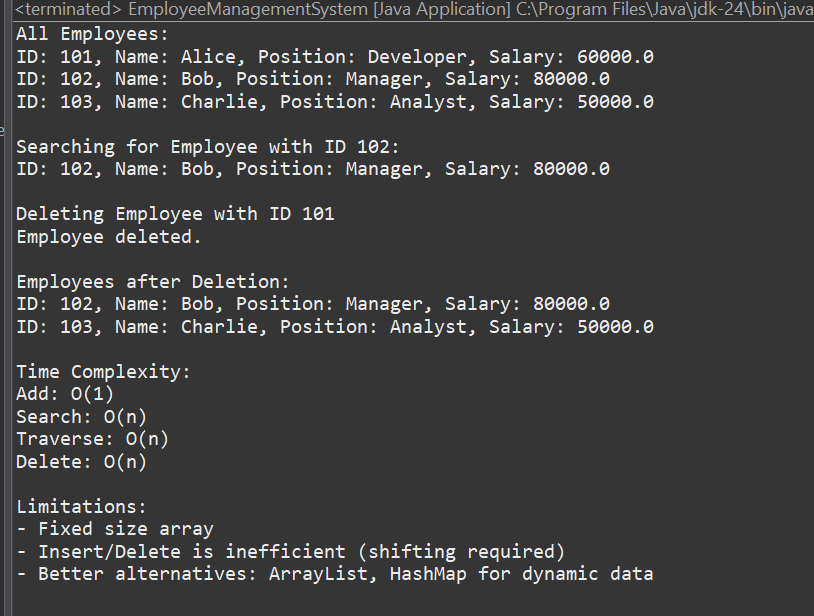 <terminated> EmployeeManagementSystem [Java Application] C:\Program Files\Java\jdk-24\bin\java
All Employees:
ID: 101, Name: Alice, Position: Developer, Salary: 60000.0
ID: 102, Name: Bob, Position: Manager, Salary: 80000.0
ID: 103, Name: Charlie, Position: Analyst, Salary: 50000.0

Searching for Employee with ID 102:
ID: 102, Name: Bob, Position: Manager, Salary: 80000.0

Deleting Employee with ID 101
Employee deleted.

Employees after Deletion:
ID: 102, Name: Bob, Position: Manager, Salary: 80000.0
ID: 103, Name: Charlie, Position: Analyst, Salary: 50000.0

Time Complexity:
Add: O(1)
Search: O(n)
Traverse: O(n)
Delete: O(n)

Limitations:
- Fixed size array
- Insert/Delete is inefficient (shifting required)
- Better alternatives: ArrayList, HashMap for dynamic data